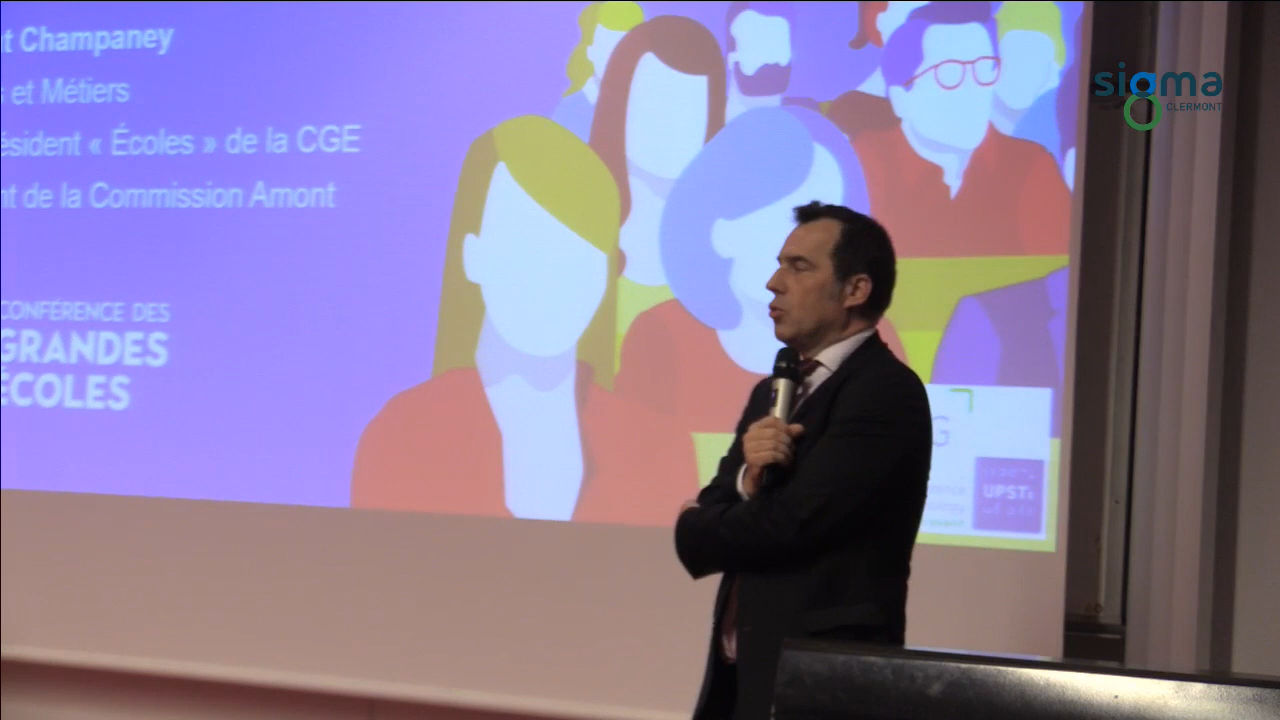 t Champaney
et Métiers
ésident « Écoles » de la CGE
nt de la Commission Amont
CONFÉRENCE DES
GRANDES
ÉCOLES
sigma
CLERMONT
G
UPSTi